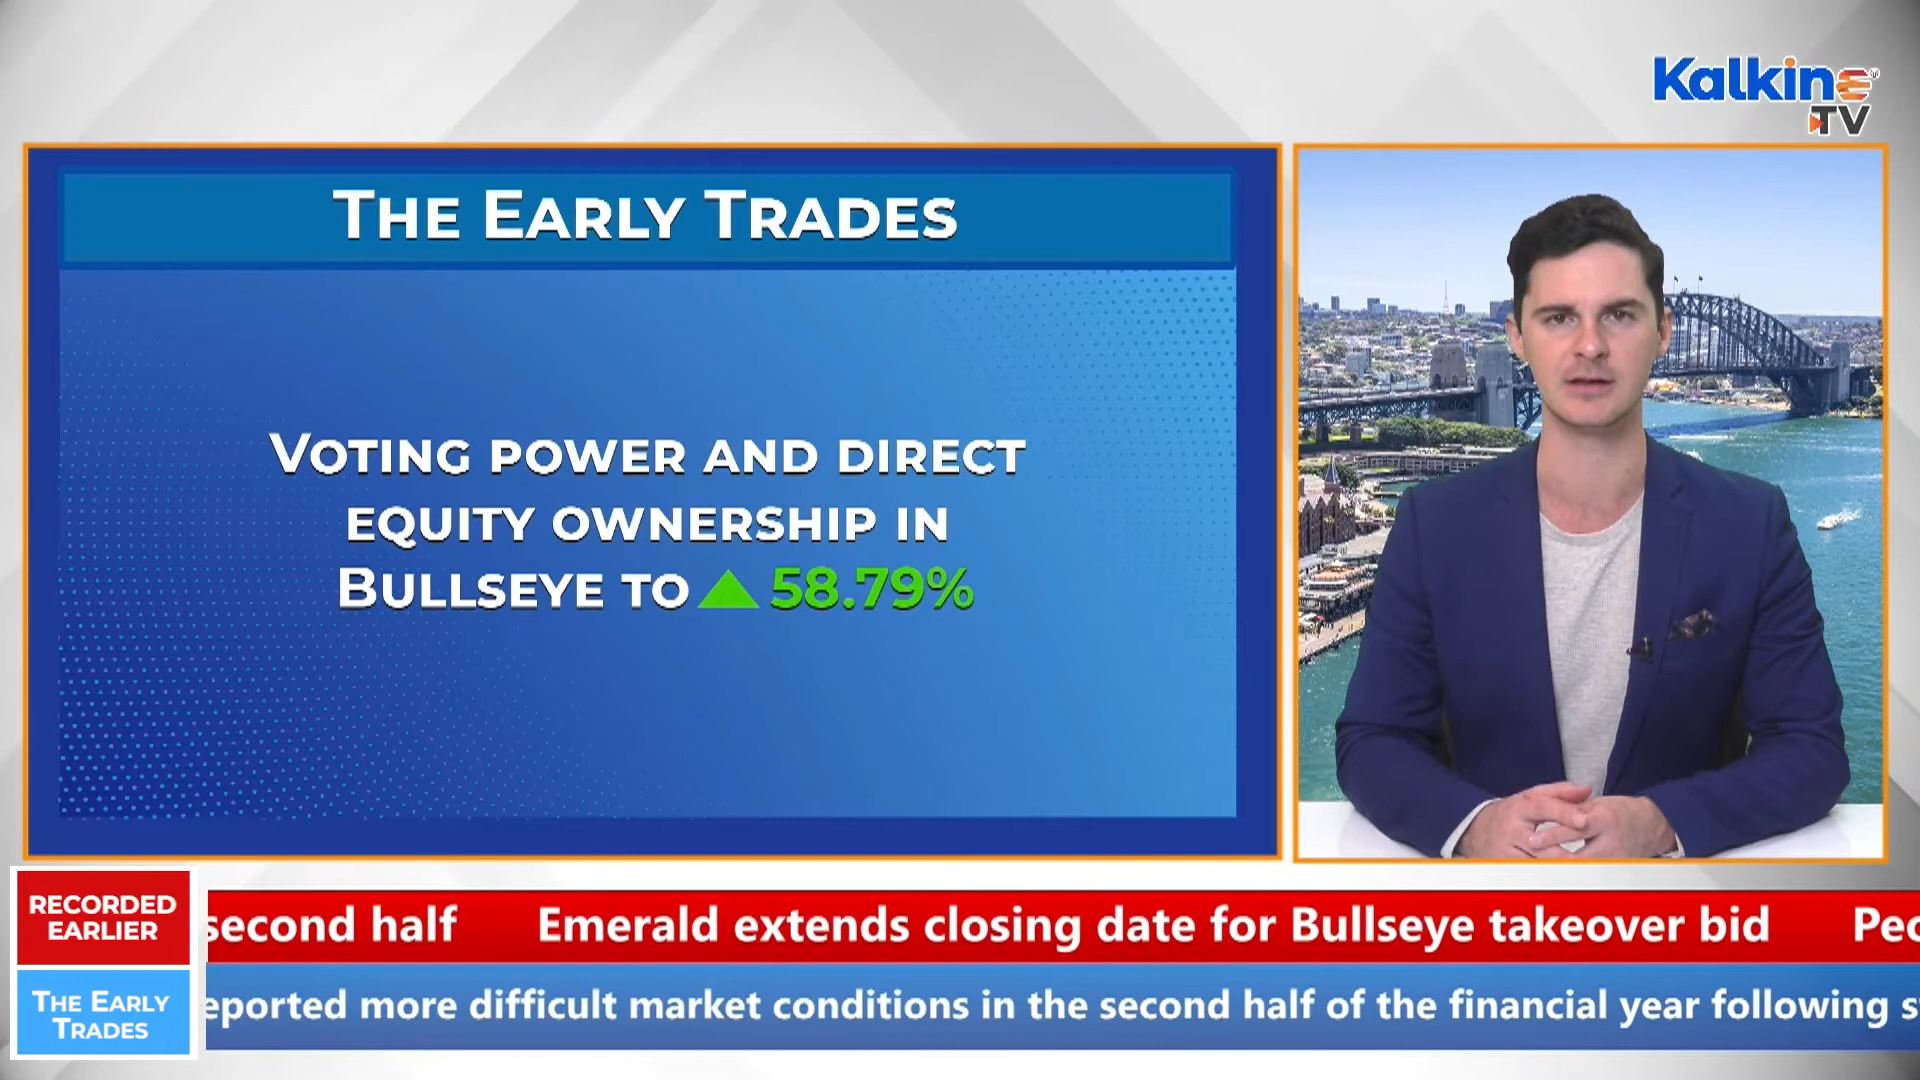 Kalkine
TV
THE EARLY TRADES
VOTING POWER AND DIRECT
EQUITY OWNERSHIP IN
BULLSEYE TO ▲ 58.79%
RECORDED
EARLIER
second half Emerald extends closing date for Bullseye takeover bid
THE EARLY
TRADES
eported more difficult market conditions in the second half of the financial year following